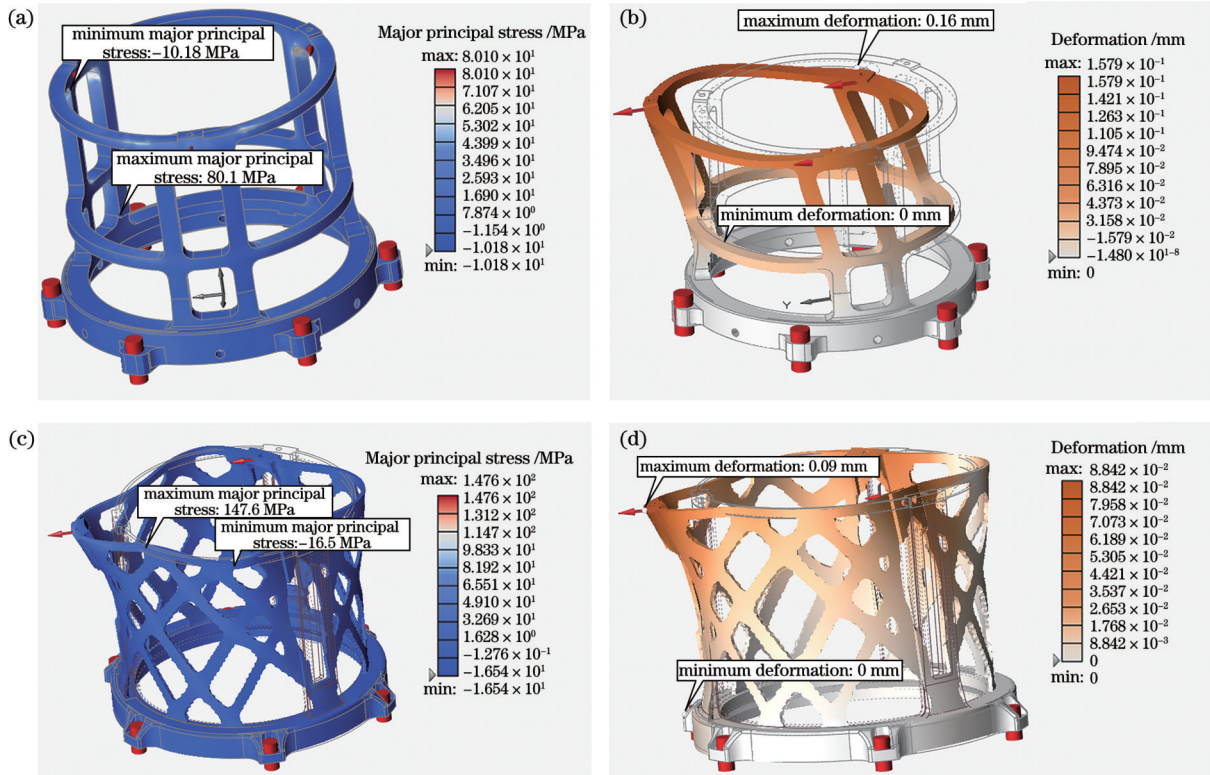 (a)
minimum major principal
stress:−10.18 MPa
maximum major principal
stress: 80.1 MPa
Major principal stress /MPa
max: 8.010 × 10¹
8.010 × 10¹
7.107 × 10¹
6.205 × 10¹
5.302 × 10¹
4.399 × 10¹
3.496 × 10¹
2.593 × 10¹
1.690 × 10¹
7.874 × 10⁰
−1.154 × 10⁰
−1.018 × 10¹
min: −1.018 × 10¹
(b)
maximum deformation: 0.16 mm
minimum deformation: 0 mm
Y
Deformation /mm
max: 1.579 × 10⁻¹
1.579 × 10⁻¹
1.421 × 10⁻¹
1.263 × 10⁻¹
1.105 × 10⁻¹
9.474 × 10⁻²
7.895 × 10⁻²
6.316 × 10⁻²
4.373 × 10⁻²
3.158 × 10⁻²
−1.579 × 10⁻²
−1.480 × 10¹⁻⁸
min: 0
(c)
maximum major principal
stress: 147.6 MPa
minimum major principal
stress:−16.5 MPa
Major principal stress /MPa
max: 1.476 × 10²
1.476 × 10²
1.312 × 10²
1.147 × 10²
9.833 × 10¹
8.192 × 10¹
6.551 × 10¹
4.910 × 10¹
3.269 × 10¹
1.628 × 10⁰
−1.276 × 10⁻¹
−1.654 × 10¹
min: −1.654 × 10¹
(d)
maximum deformation: 0.09 mm
minimum deformation: 0 mm
Deformation /mm
max: 8.842 × 10⁻²
8.842 × 10⁻²
7.958 × 10⁻²
7.073 × 10⁻²
6.189 × 10⁻²
5.305 × 10⁻²
4.421 × 10⁻²
3.537 × 10⁻²
2.653 × 10⁻²
1.768 × 10⁻²
8.842 × 10⁻³
0
min: 0